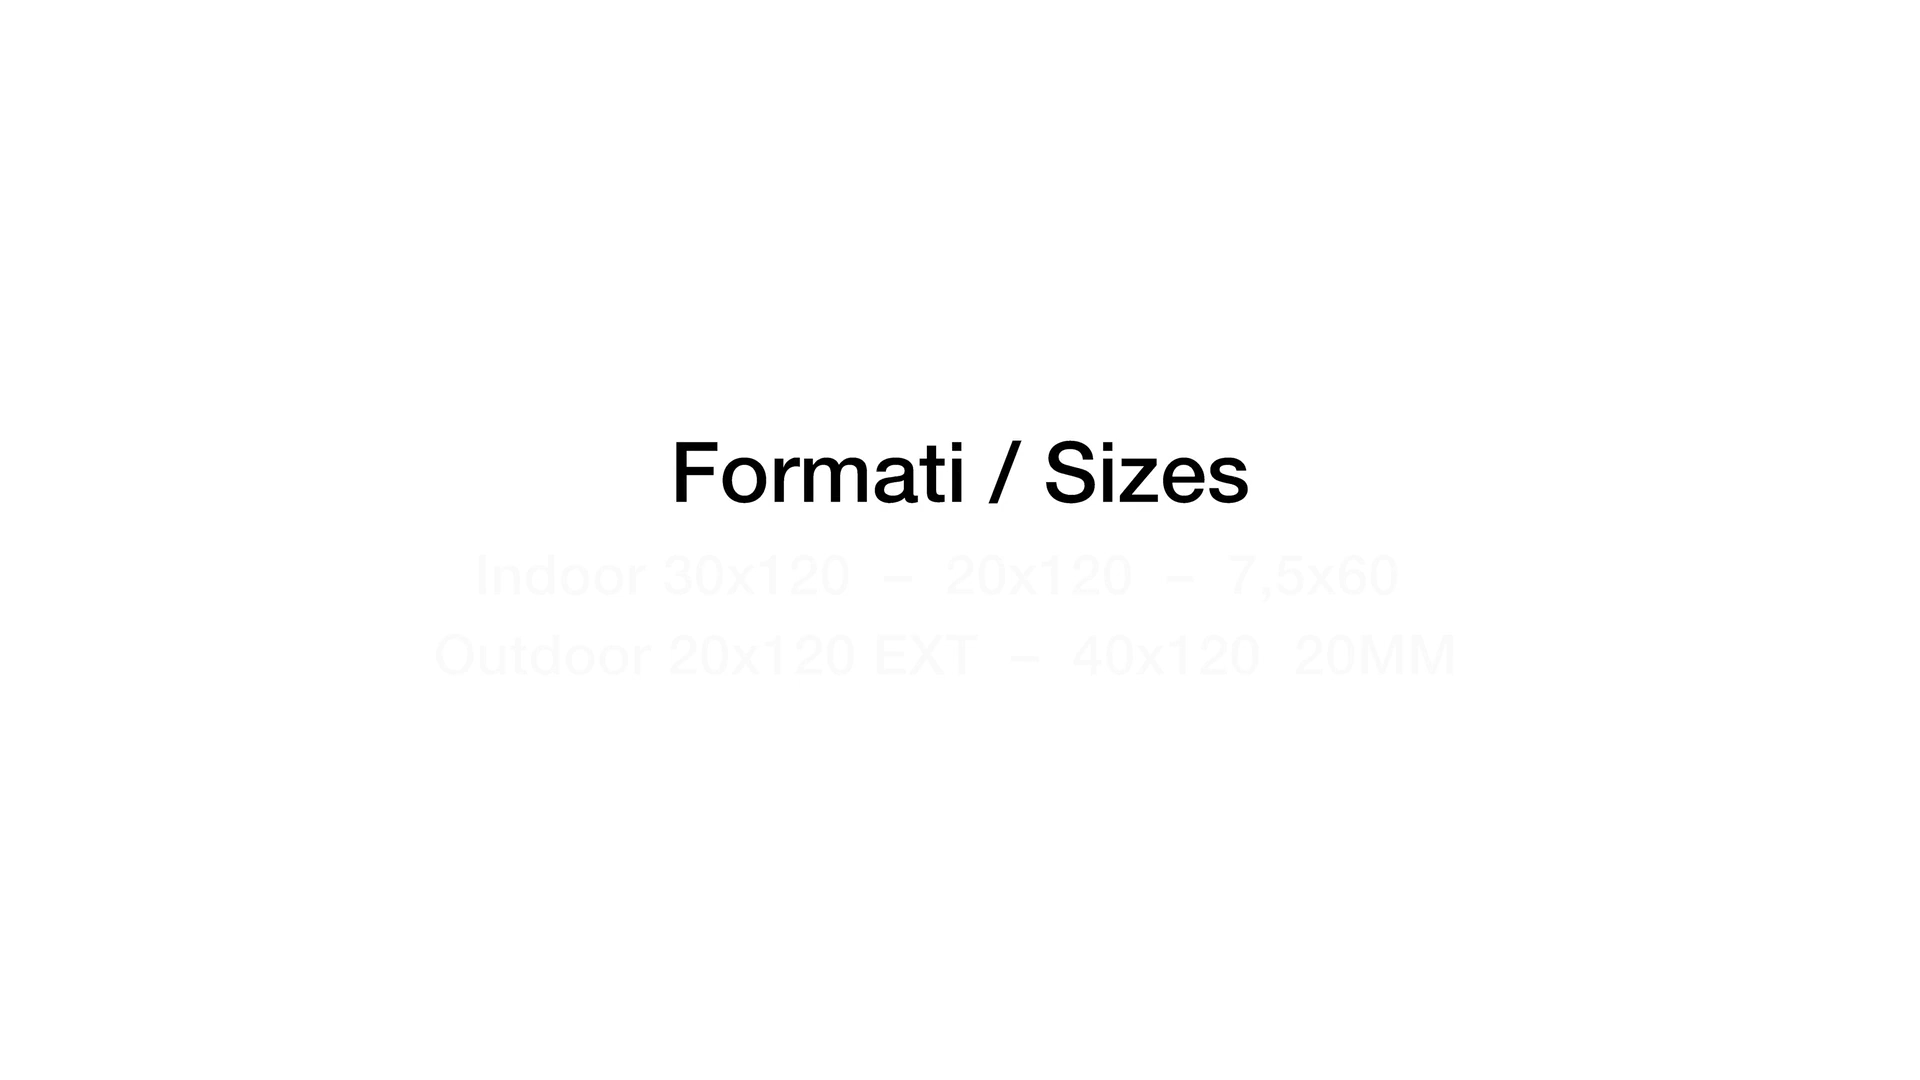 Formati / Sizes
Indoor 30x120 – 20x120 – 7,5x60
Outdoor 20x120 EXT – 40x120 20MM